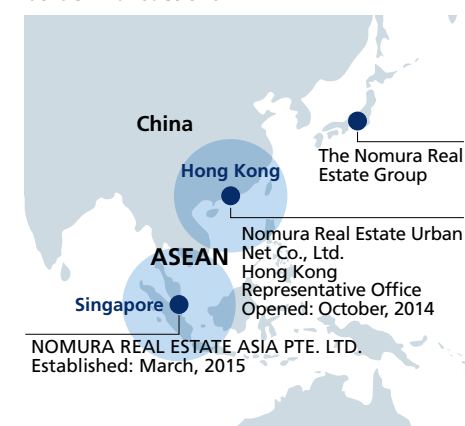 China
The Nomura Real
Estate Group
Hong Kong
Nomura Real Estate Urban
Net Co., Ltd.
Hong Kong
Representative Office
Opened: October, 2014
ASEAN
Singapore
NOMURA REAL ESTATE ASIA PTE. LTD.
Established: March, 2015